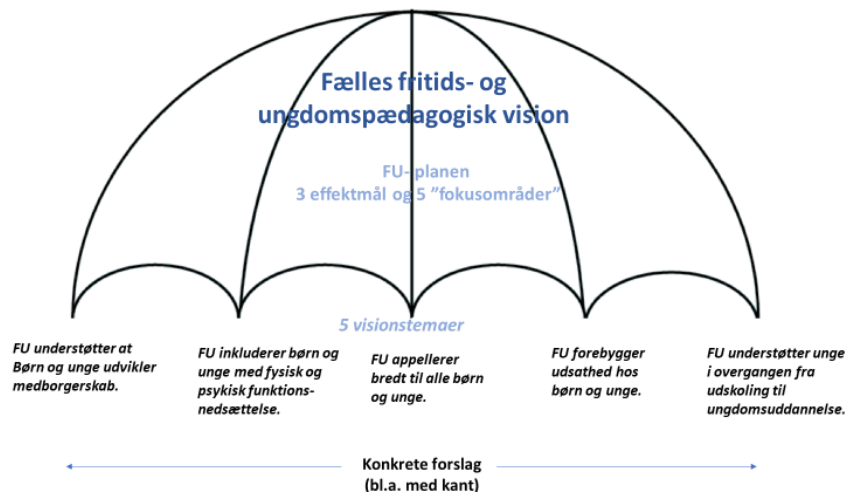 Fælles fritids- og
ungdomspædagogisk vision
FU- planen
3 effektmål og 5 ”fokusområder”
5 visionstemaer
FU understøtter at
Børn og unge udvikler
medborgerskab.
FU inkluderer børn og
unge med fysisk og
psykisk funktions-
nedsættelse.
FU appellerer
bredt til alle børn
og unge.
FU forebygger
udsathed hos
børn og unge.
FU understøtter unge
i overgangen fra
udskoling til
ungdomsuddannelse.
Konkrete forslag
(bl.a. med kant)